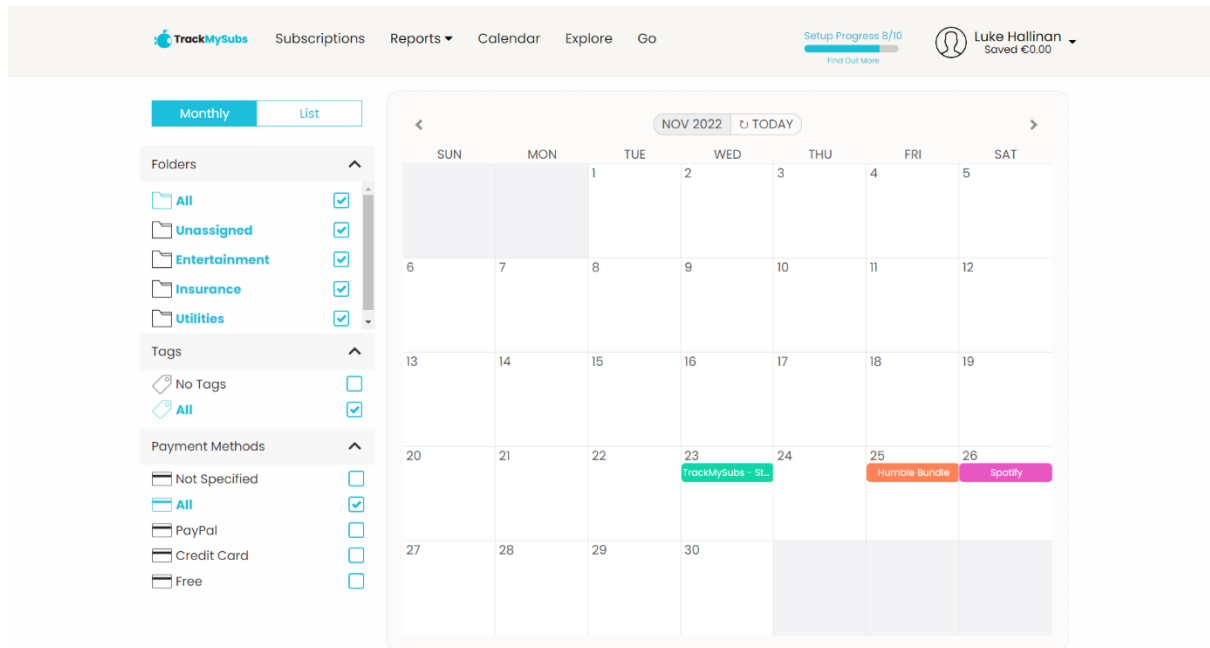 TrackMySubs Subscriptions Reports Calendar Explore Go Setup Progress 8/10 Luke Hallinan
Saved €0.00
Find Out More
Monthly List
Folders
All
Unassigned
Entertainment
Insurance
Utilities
Tags
No Tags
All
Payment Methods
Not Specified
All
PayPal
Credit Card
Free
NOV 2022 TODAY
SUN MON TUE WED THU FRI SAT
1 2 3 4 5
6 7 8 9 10 11 12
13 14 15 16 17 18 19
20 21 22 23 24 25 26
TrackMySubs - St... Humble Bundle Spotify
27 28 29 30